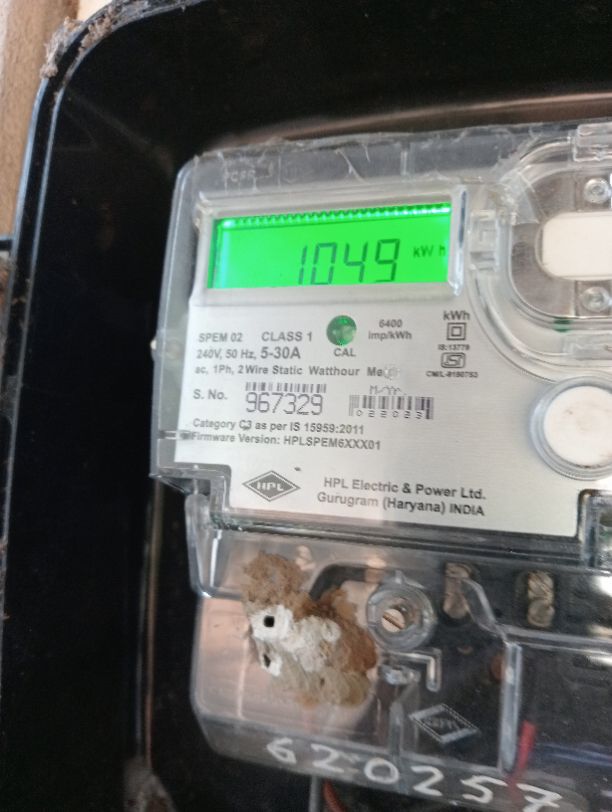 1049 kWh
SPEM 02 CLASS 1 6400 imp/kWh kWh
240V, 50 Hz, 5-30A CAL IS:13779
ac, 1Ph, 2 Wire Static Watthour
S. No. 967329 022023
Category C3 as per IS 15959:2011
Firmware Version: HPLSPEM6XXX01
HPL HPL Electric & Power Ltd.
Gurugram (Haryana) INDIA
HPL
620257